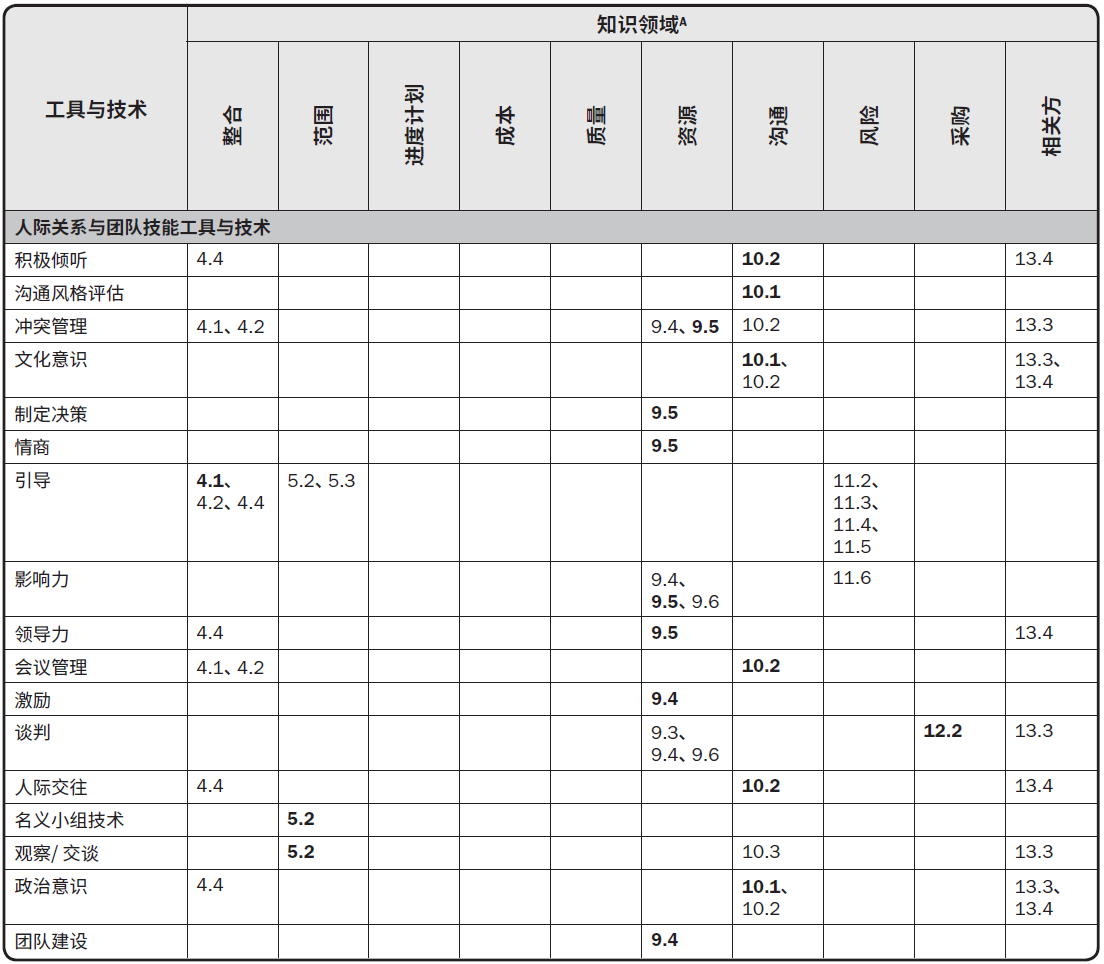 知识领域A
工具与技术
整合
范围
进度计划
成本
质量
资源
沟通
风险
采购
相关方
人际关系与团队技能工具与技术
积极倾听 4.4 10.2 13.4
沟通风格评估 10.1
冲突管理 4.1、4.2 9.4、9.5 10.2 13.3
文化意识 10.1、 13.3、
10.2 13.4
制定决策 9.5
情商 9.5
引导 4.1、 5.2、5.3 11.2、
4.2、4.4 11.3、
11.4、
11.5
影响力 9.4、 11.6
9.5、9.6
领导力 4.4 9.5 13.4
会议管理 4.1、4.2 10.2
激励 9.4
谈判 9.3、 12.2 13.3
9.4、9.6
人际交往 4.4 10.2 13.4
名义小组技术 5.2
观察/ 交谈 5.2 10.3 13.3
政治意识 4.4 10.1、 13.3、
10.2 13.4
团队建设 9.4